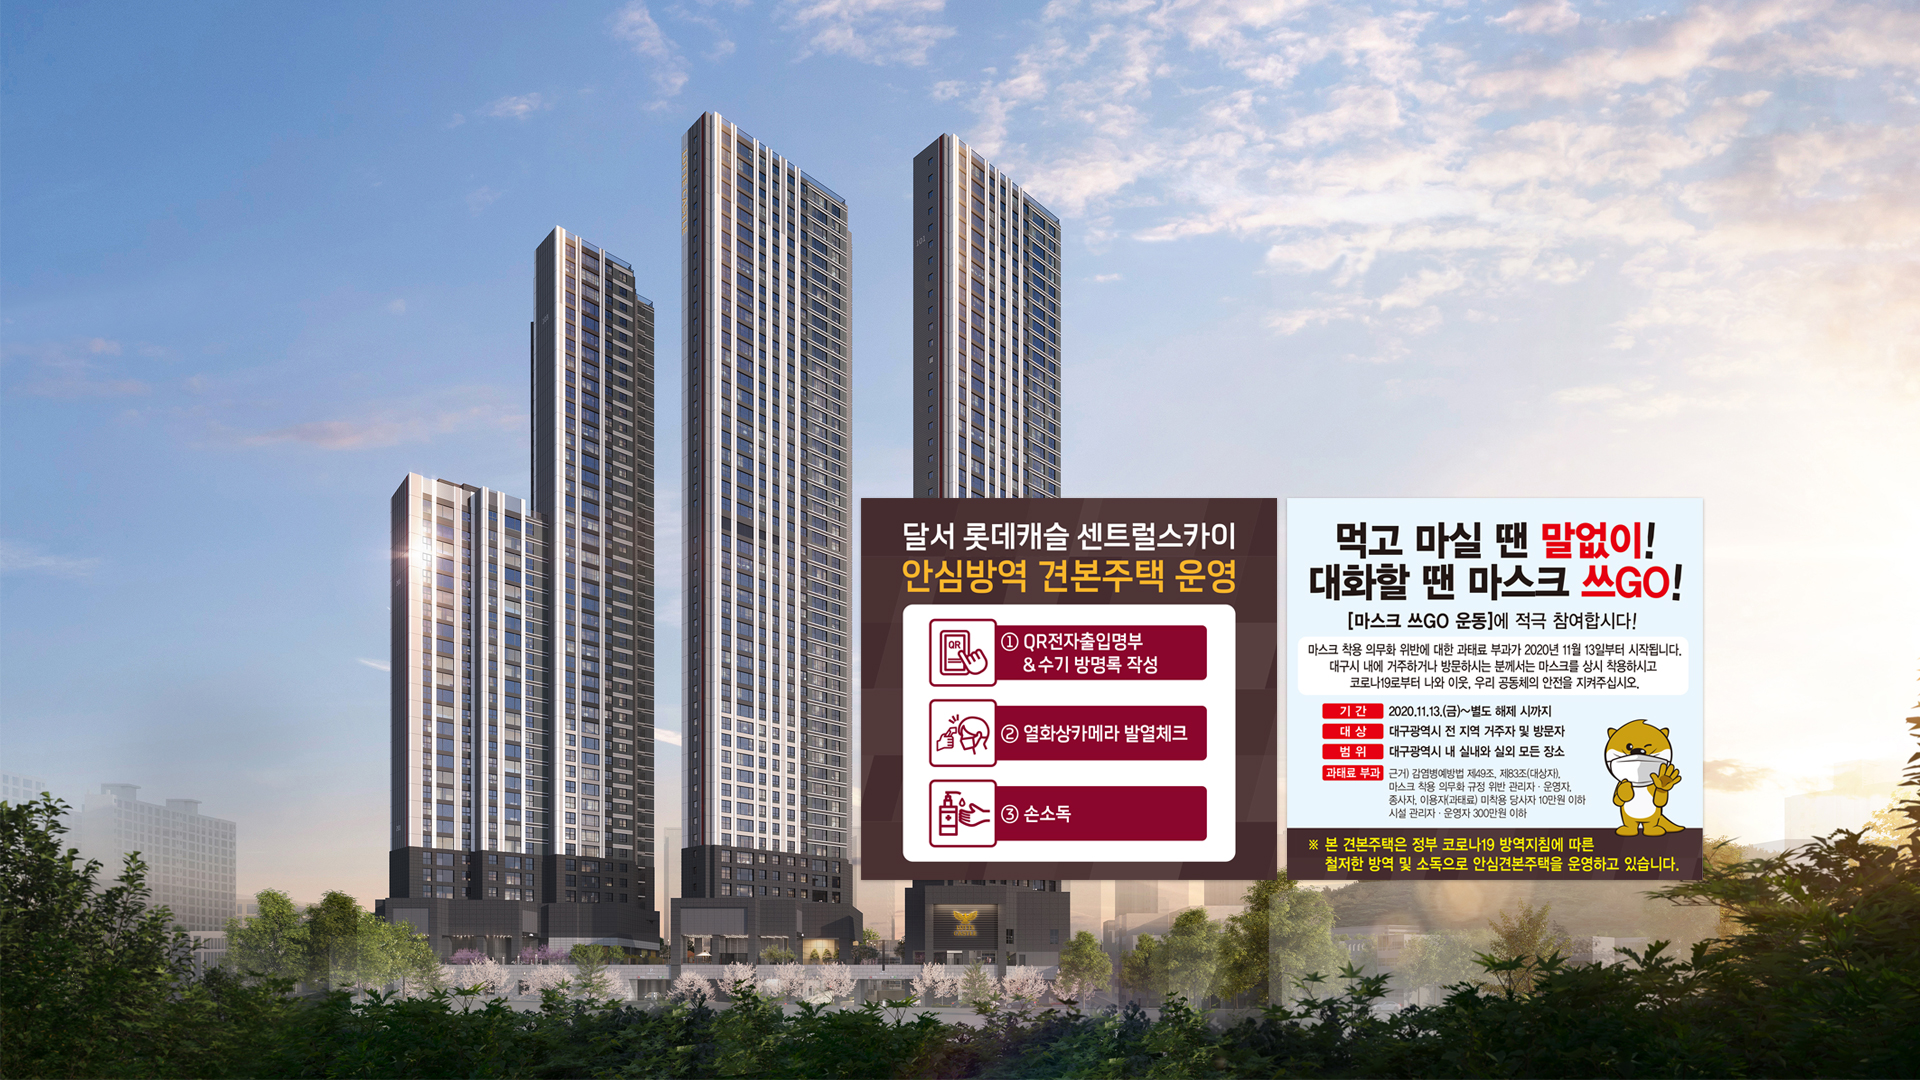 달서 롯데캐슬 센트럴스카이
안심방역 견본주택 운영
QR
① QR전자출입명부
& 수기 방명록 작성
② 열화상카메라 발열체크
③ 손소독
먹고 마실 땐 말없이!
대화할 땐 마스크 쓰GO!
[마스크 쓰GO 운동]에 적극 참여합시다!
마스크 착용 의무화 위반에 대한 과태료 부과가 2020년 11월 13일부터 시작됩니다.
대구시 내에 거주하거나 방문하시는 분께서는 마스크를 상시 착용하시고
코로나19로부터 나와 이웃, 우리 공동체의 안전을 지켜주십시오.
기 간 2020.11.13.(금)~별도 해제 시까지
대 상 대구광역시 전 지역 거주자 및 방문자
범 위 대구광역시 내 실내와 실외 모든 장소
과태료 부과 근거) 감염병예방법 제49조, 제83조(대상자),
마스크 착용 의무화 규정 위반 관리자 · 운영자,
종사자, 이용자(과태료) 미착용 당사자 10만원 이하
시설 관리자 · 운영자 300만원 이하
※ 본 견본주택은 정부 코로나19 방역지침에 따른
철저한 방역 및 소독으로 안심견본주택을 운영하고 있습니다.